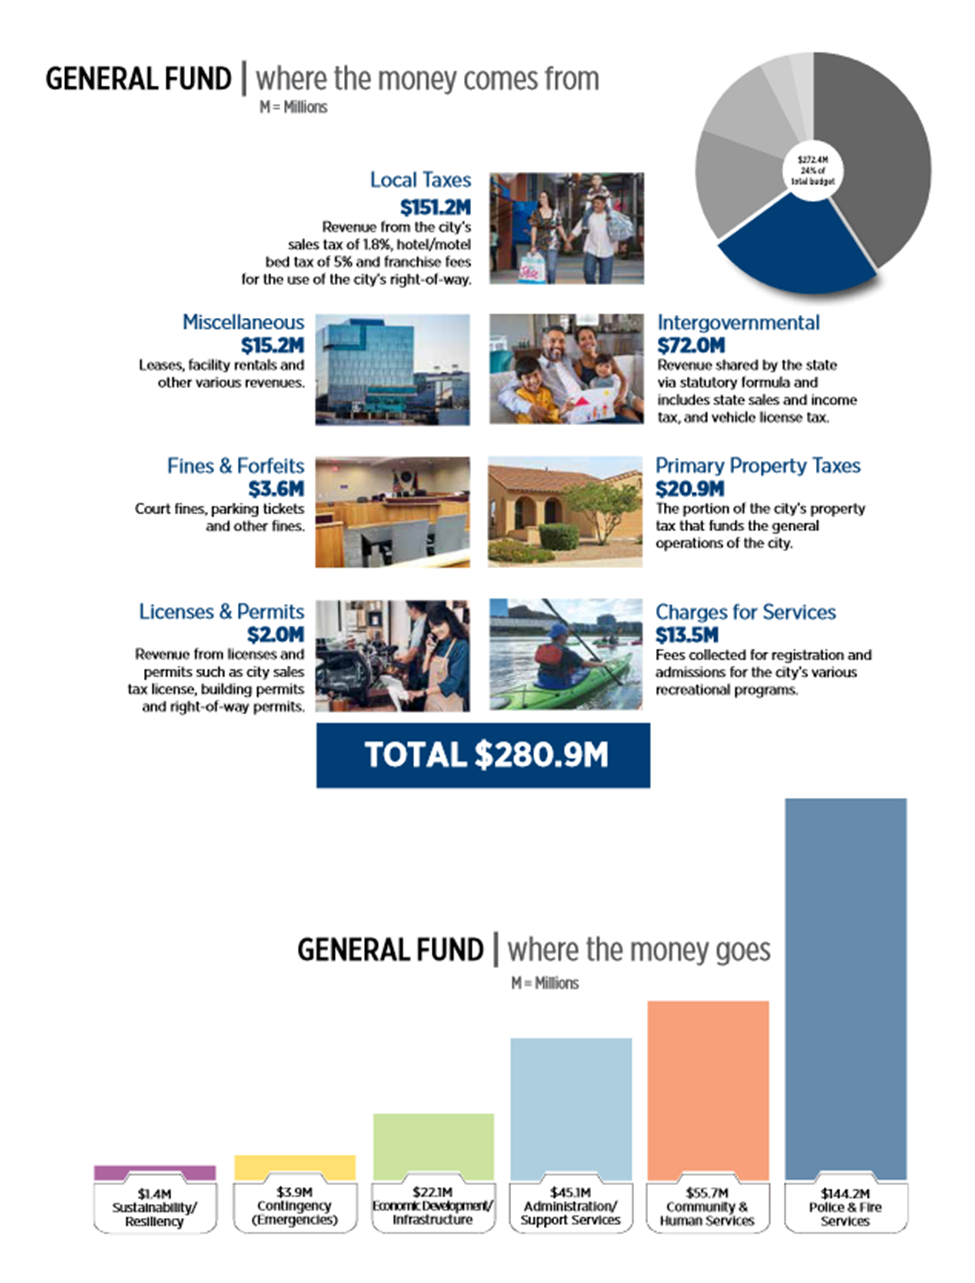 GENERAL FUND | where the money comes from
M = Millions
$272.4M
24% of
total budget
Local Taxes
$151.2M
Revenue from the city's
sales tax of 1.8%, hotel/motel
bed tax of 5% and franchise fees
for the use of the city's right-of-way.
Miscellaneous
$15.2M
Leases, facility rentals and
other various revenues.
Intergovernmental
$72.0M
Revenue shared by the state
via statutory formula and
includes state sales and income
tax, and vehicle license tax.
Fines & Forfeits
$3.6M
Court fines, parking tickets
and other fines.
Primary Property Taxes
$20.9M
The portion of the city's property
tax that funds the general
operations of the city.
Licenses & Permits
$2.0M
Revenue from licenses and
permits such as city sales
tax license, building permits
and right-of-way permits.
Charges for Services
$13.5M
Fees collected for registration and
admissions for the city's various
recreational programs.
TOTAL $280.9M
GENERAL FUND | where the money goes
M = Millions
$1.4M
Sustainability/
Resiliency
$3.9M
Contingency
(Emergencies)
$22.1M
Economic Development/
Infrastructure
$45.1M
Administration/
Support Services
$55.7M
Community &
Human Services
$144.2M
Police & Fire
Services